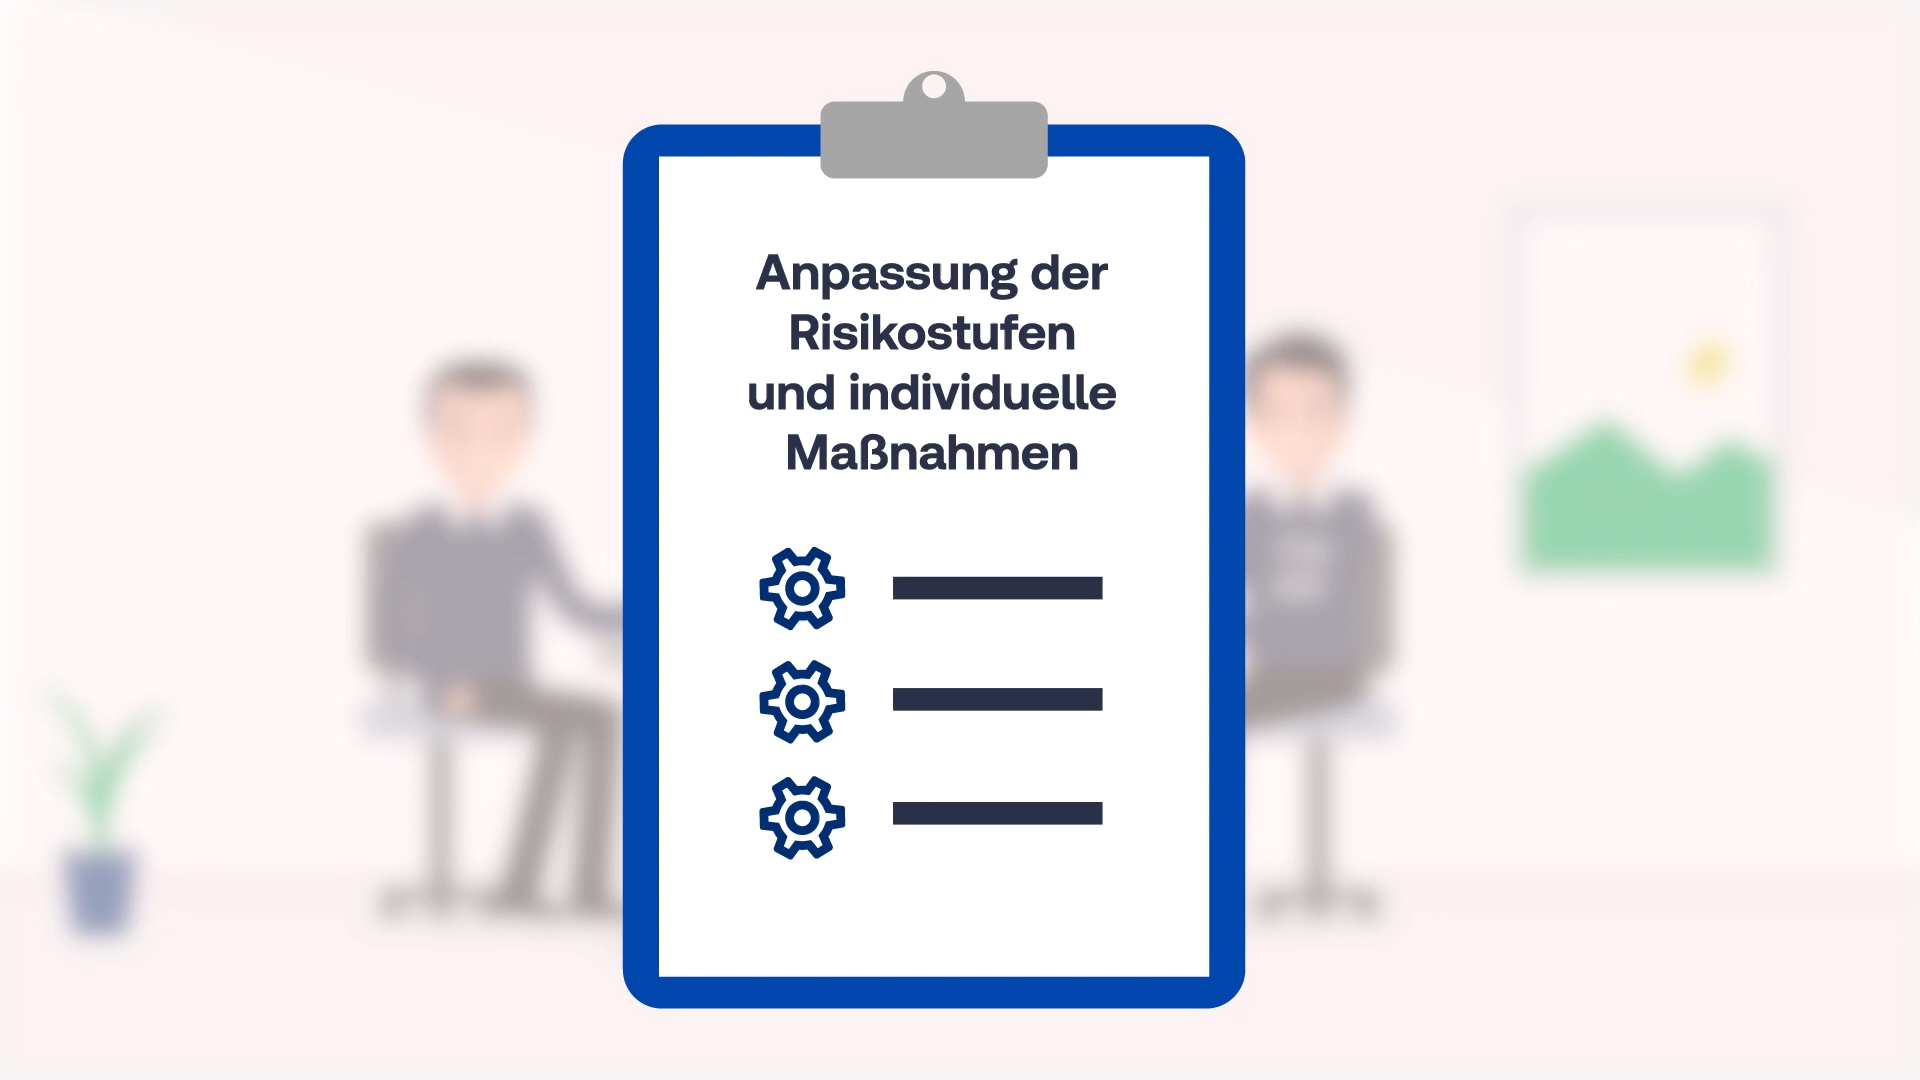 Anpassung der
Risikostufen
und individuelle
Maßnahmen